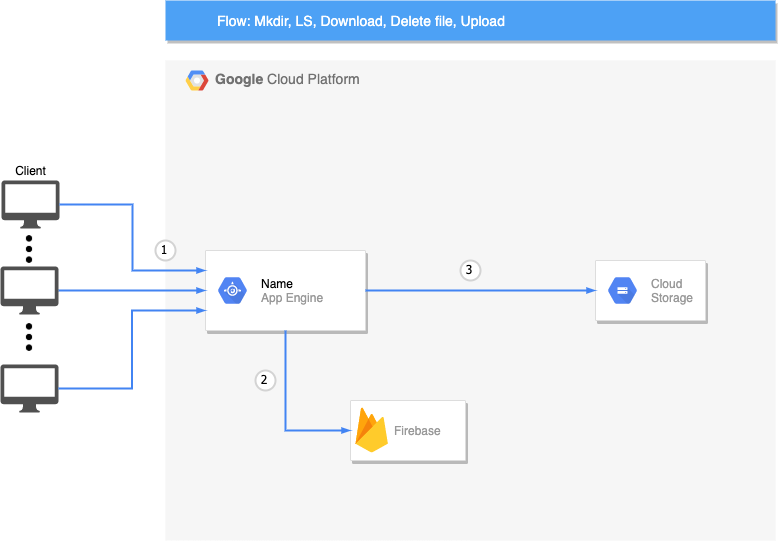 Flow: Mkdir, LS, Download, Delete file, Upload
Google Cloud Platform
Client
1
3
Name
App Engine
Cloud
Storage
2
Firebase